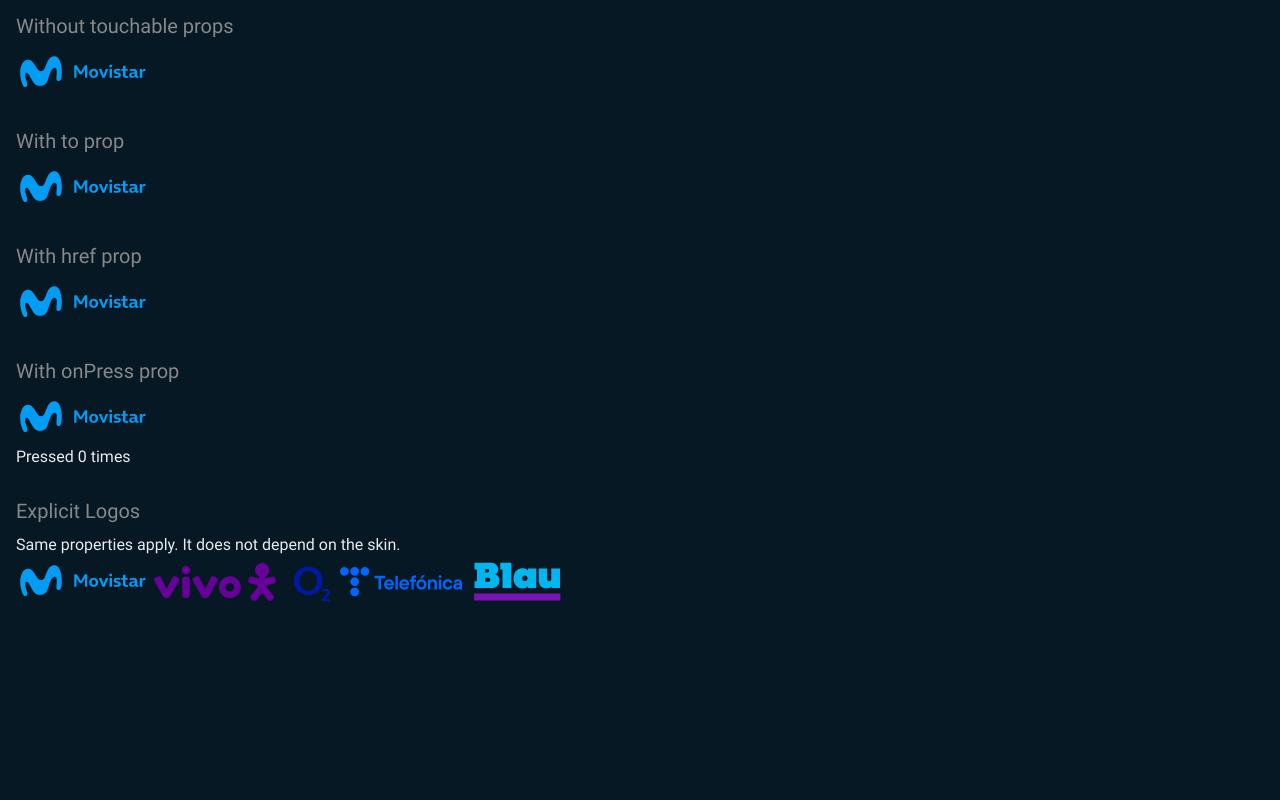 Without touchable props
Movistar
With to prop
Movistar
With href prop
Movistar
With onPress prop
Movistar
Pressed 0 times
Explicit Logos
Same properties apply. It does not depend on the skin.
Movistar vivo O2 Telefónica Blau